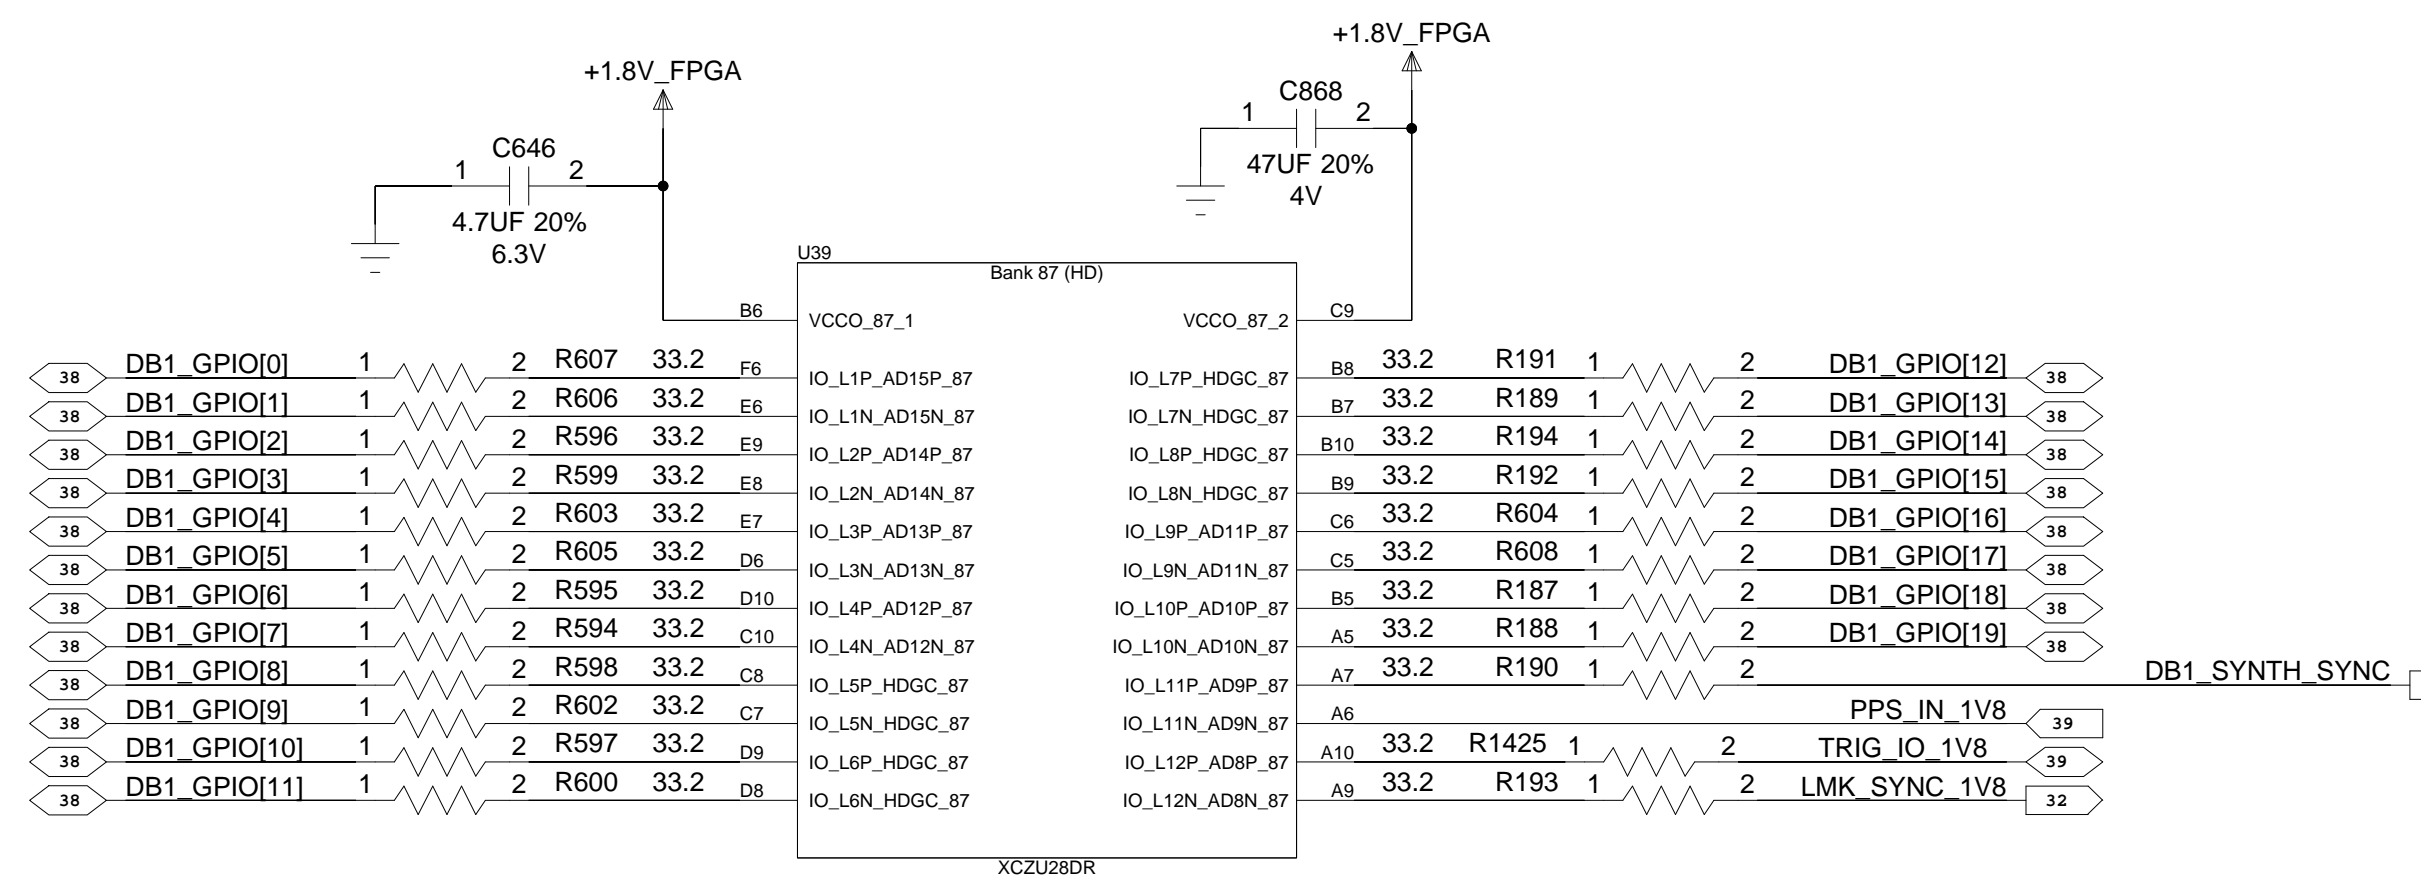 +1.8V_FPGA
C868
1 2
47UF 20%
4V
+1.8V_FPGA
C646
1 2
4.7UF 20%
6.3V
U39
Bank 87 (HD)
B6 VCCO_87_1 VCCO_87_2 C9
38 DB1_GPIO[0] 1 2 R607 33.2 F6 IO_L1P_AD15P_87 IO_L7P_HDGC_87 B8 33.2 R191 1 2 DB1_GPIO[12] 38
38 DB1_GPIO[1] 1 2 R606 33.2 E6 IO_L1N_AD15N_87 IO_L7N_HDGC_87 B7 33.2 R189 1 2 DB1_GPIO[13] 38
38 DB1_GPIO[2] 1 2 R596 33.2 E9 IO_L2P_AD14P_87 IO_L8P_HDGC_87 B10 33.2 R194 1 2 DB1_GPIO[14] 38
38 DB1_GPIO[3] 1 2 R599 33.2 E8 IO_L2N_AD14N_87 IO_L8N_HDGC_87 B9 33.2 R192 1 2 DB1_GPIO[15] 38
38 DB1_GPIO[4] 1 2 R603 33.2 E7 IO_L3P_AD13P_87 IO_L9P_AD11P_87 C6 33.2 R604 1 2 DB1_GPIO[16] 38
38 DB1_GPIO[5] 1 2 R605 33.2 D6 IO_L3N_AD13N_87 IO_L9N_AD11N_87 C5 33.2 R608 1 2 DB1_GPIO[17] 38
38 DB1_GPIO[6] 1 2 R595 33.2 D10 IO_L4P_AD12P_87 IO_L10P_AD10P_87 B5 33.2 R187 1 2 DB1_GPIO[18] 38
38 DB1_GPIO[7] 1 2 R594 33.2 C10 IO_L4N_AD12N_87 IO_L10N_AD10N_87 A5 33.2 R188 1 2 DB1_GPIO[19] 38
38 DB1_GPIO[8] 1 2 R598 33.2 C8 IO_L5P_HDGC_87 IO_L11P_AD9P_87 A7 33.2 R190 1 2 DB1_SYNTH_SYNC
38 DB1_GPIO[9] 1 2 R602 33.2 C7 IO_L5N_HDGC_87 IO_L11N_AD9N_87 A6 PPS_IN_1V8 39
38 DB1_GPIO[10] 1 2 R597 33.2 D9 IO_L6P_HDGC_87 IO_L12P_AD8P_87 A10 33.2 R1425 1 2 TRIG_IO_1V8 39
38 DB1_GPIO[11] 1 2 R600 33.2 D8 IO_L6N_HDGC_87 IO_L12N_AD8N_87 A9 33.2 R193 1 2 LMK_SYNC_1V8 32
XCZU28DR